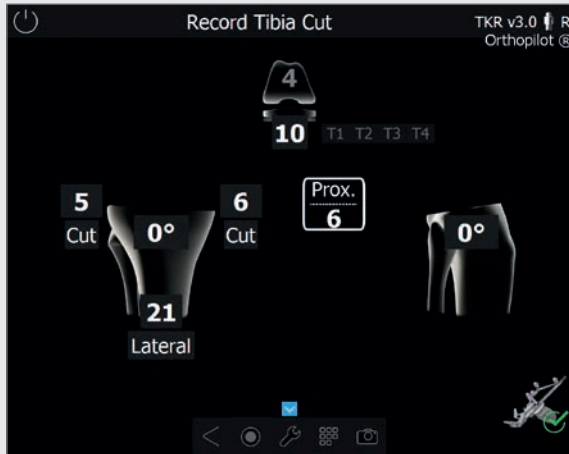 Record Tibia Cut
TKR v3.0 R
Orthopilot ®
4
10 T1 T2 T3 T4
Prox.
6
5
Cut
6
Cut
0°
0°
21
Lateral